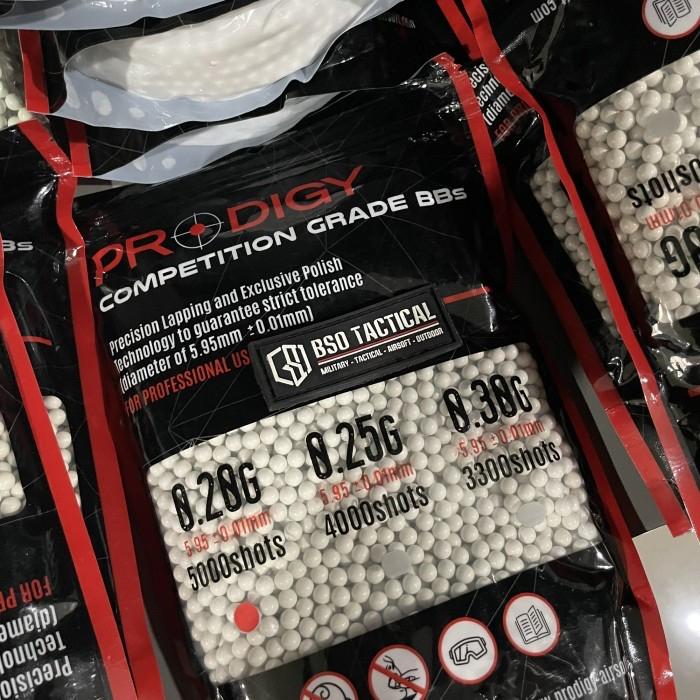 PRODIGY
COMPETITION GRADE BBs
Precision Lapping and Exclusive Polish
technology to guarantee strict tolerance
(diameter of 5.95mm ±0.01mm)
FOR PROFESSIONAL US
BSO TACTICAL
MILITARY - TACTICAL - AIRSOFT - OUTDOOR
0.20G
5.95 ±0.01mm
5000shots
0.25G
5.95 ±0.01mm
4000shots
0.30G
5.95 ±0.01mm
3300shots